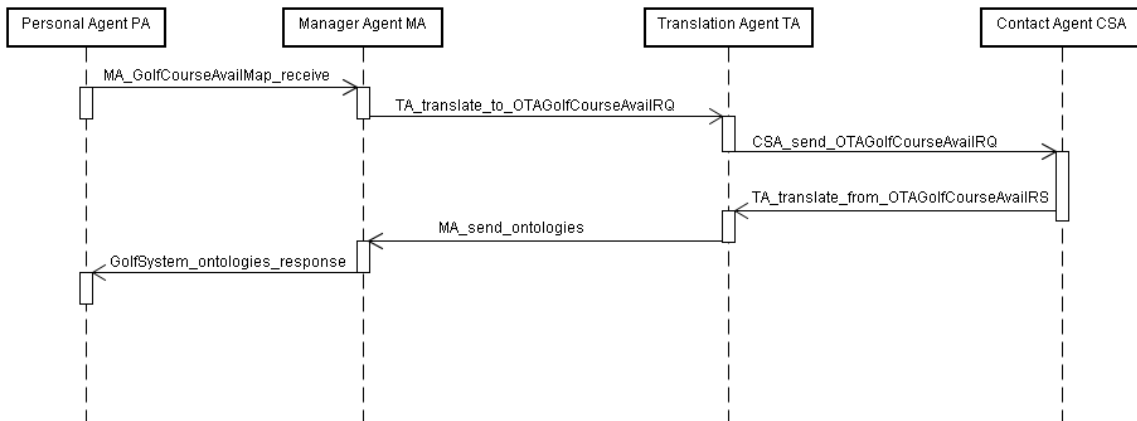 Personal Agent PA
Manager Agent MA
Translation Agent TA
Contact Agent CSA
MA_GolfCourseAvailMap_receive
TA_translate_to_OTAGolfCourseAvailRQ
CSA_send_OTAGolfCourseAvailRQ
TA_translate_from_OTAGolfCourseAvailRS
MA_send_ontologies
GolfSystem_ontologies_response